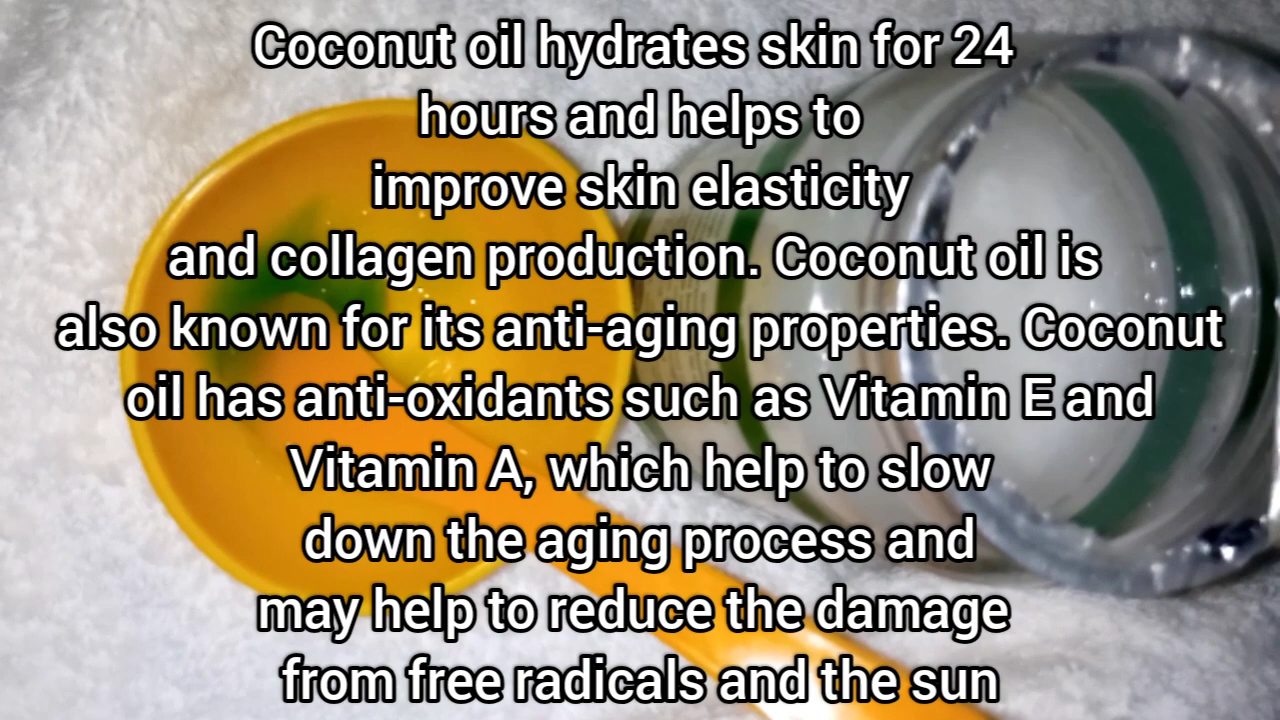 Coconut oil hydrates skin for 24
hours and helps to
improve skin elasticity
and collagen production. Coconut oil is
also known for its anti-aging properties. Coconut
oil has anti-oxidants such as Vitamin E and
Vitamin A, which help to slow
down the aging process and
may help to reduce the damage
from free radicals and the sun